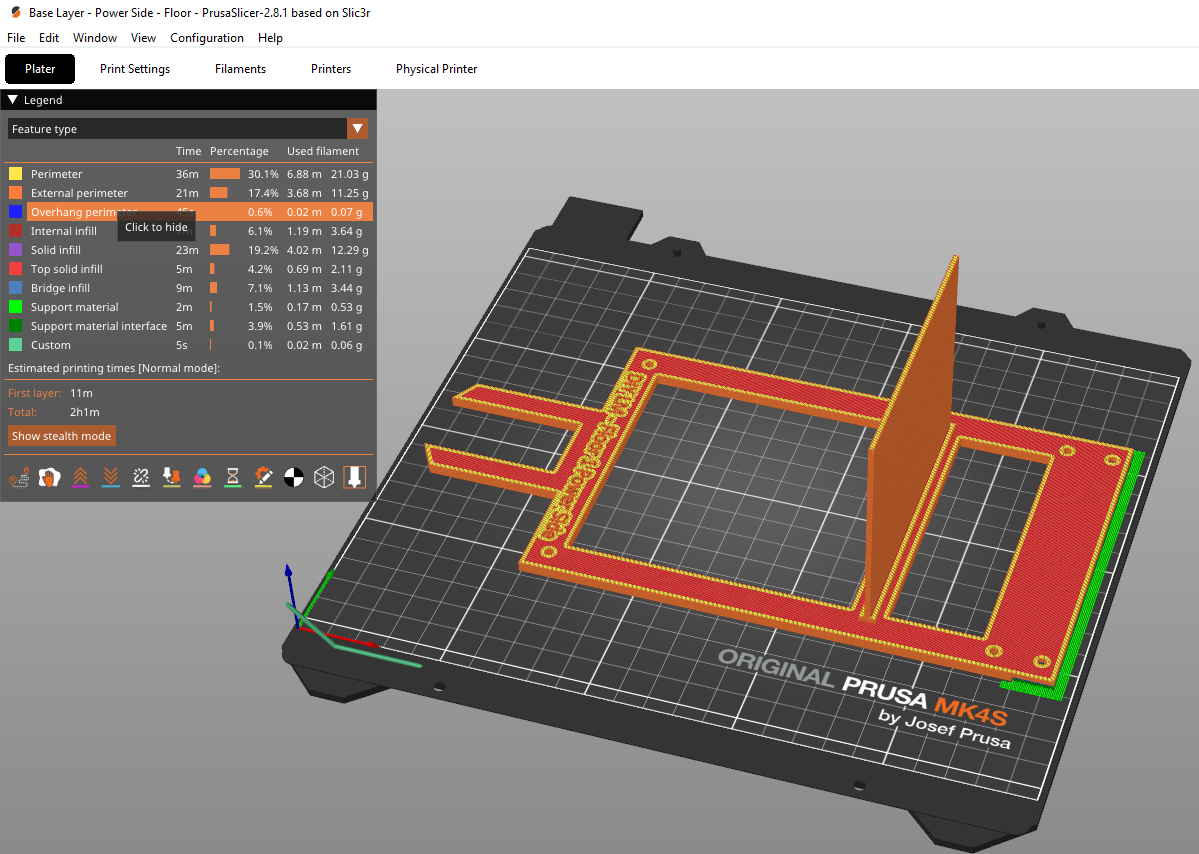 Base Layer - Power Side - Floor - PrusaSlicer-2.8.1 based on Slic3r
File Edit Window View Configuration Help
Plater Print Settings Filaments Printers Physical Printer
Legend
Feature type
Time Percentage Used filament
Perimeter 36m 30.1% 6.88 m 21.03 g
External perimeter 21m 17.4% 3.68 m 11.25 g
Overhang perimeter 45s 0.6% 0.02 m 0.07 g
Click to hide
Internal infill 6.1% 1.19 m 3.64 g
Solid infill 23m 19.2% 4.02 m 12.29 g
Top solid infill 5m 4.2% 0.69 m 2.11 g
Bridge infill 9m 7.1% 1.13 m 3.44 g
Support material 2m 1.5% 0.17 m 0.53 g
Support material interface 5m 3.9% 0.53 m 1.61 g
Custom 5s 0.1% 0.02 m 0.06 g
Estimated printing times [Normal mode]:
First layer: 11m
Total: 2h1m
Show stealth mode
ORIGINAL PRUSA MK4S
by Josef Prusa